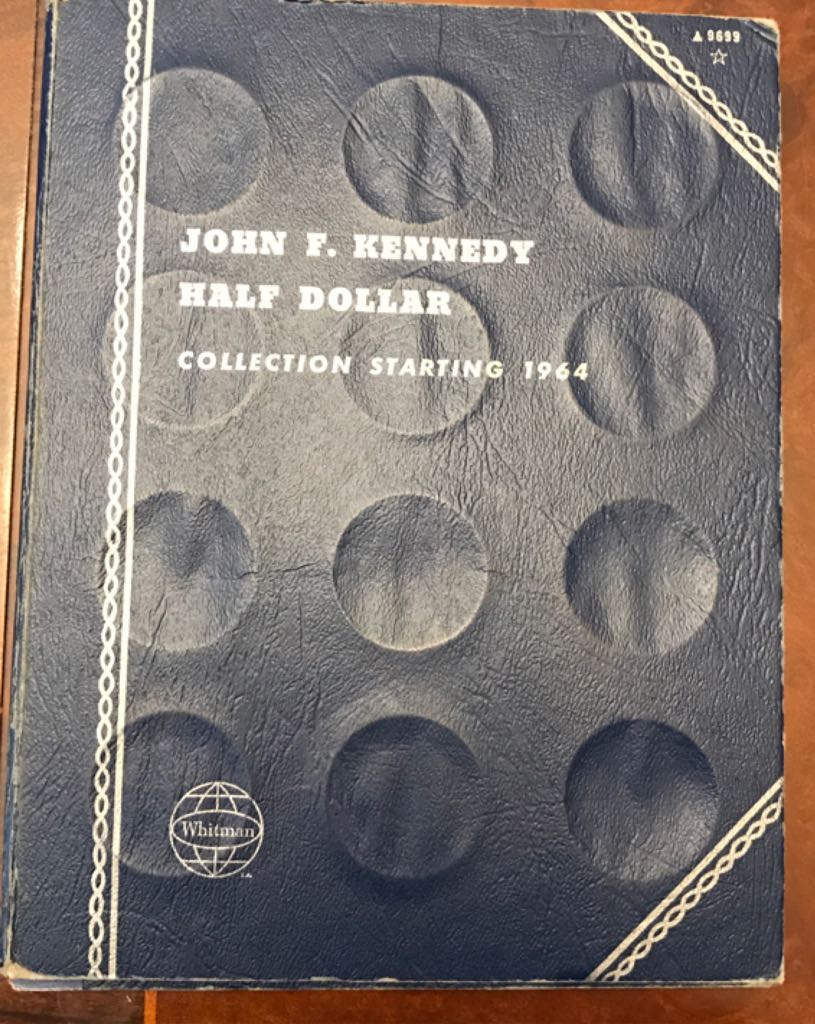 ▲ 9699
☆
JOHN F. KENNEDY
HALF DOLLAR
COLLECTION STARTING 1964
Whitman